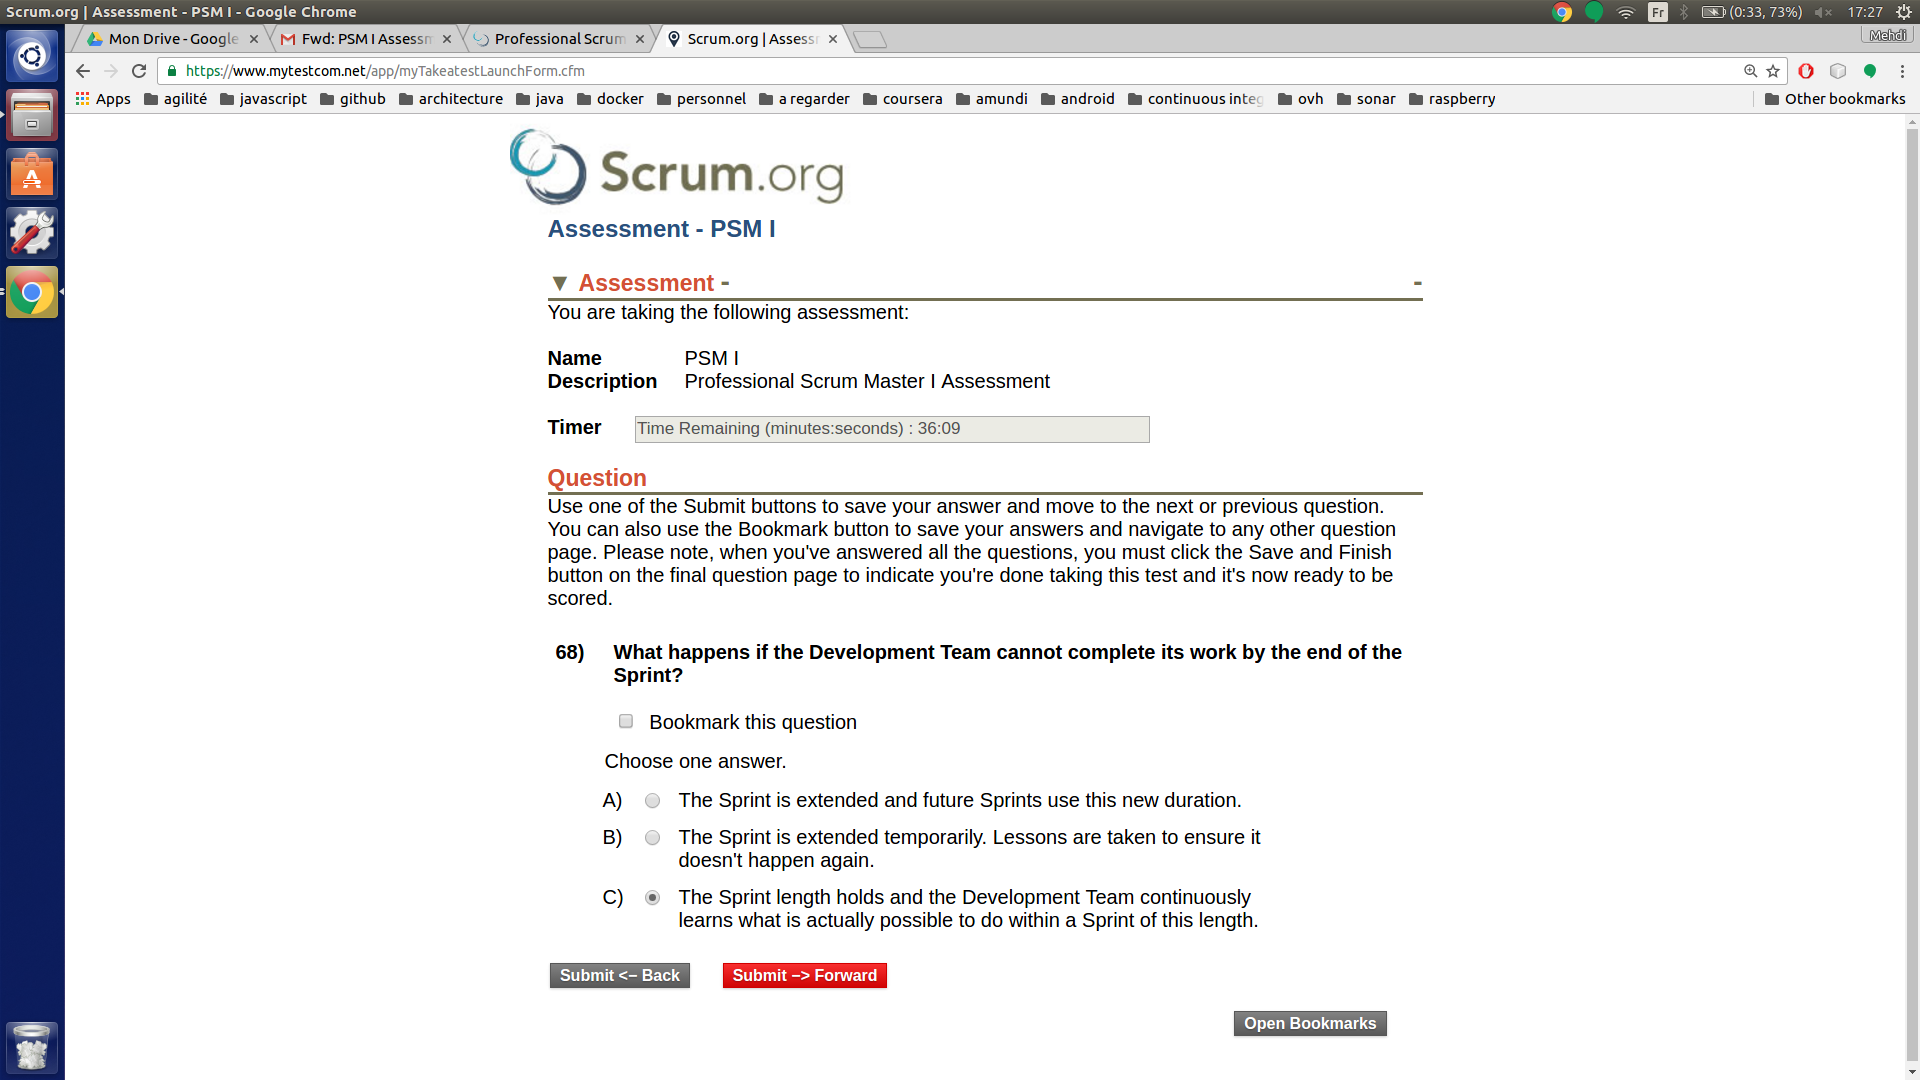 Scrum.org | Assessment - PSM I - Google Chrome
Fr
(0:33, 73%)
17:27
Mon Drive - Google
Fwd: PSM I Assessm
Professional Scrum
Scrum.org | Assess
Mehdi
https://www.mytestcom.net/app/myTakeatestLaunchForm.cfm
Apps
agilité
javascript
github
architecture
java
docker
personnel
a regarder
coursera
amundi
android
continuous integ
ovh
sonar
raspberry
Other bookmarks
Scrum.org
Assessment - PSM I
▼ Assessment - -
You are taking the following assessment:
Name PSM I
Description Professional Scrum Master I Assessment
Timer Time Remaining (minutes:seconds) : 36:09
Question
Use one of the Submit buttons to save your answer and move to the next or previous question.
You can also use the Bookmark button to save your answers and navigate to any other question
page. Please note, when you've answered all the questions, you must click the Save and Finish
button on the final question page to indicate you're done taking this test and it's now ready to be
scored.
68) What happens if the Development Team cannot complete its work by the end of the
Sprint?
Bookmark this question
Choose one answer.
A) The Sprint is extended and future Sprints use this new duration.
B) The Sprint is extended temporarily. Lessons are taken to ensure it
doesn't happen again.
C) The Sprint length holds and the Development Team continuously
learns what is actually possible to do within a Sprint of this length.
Submit <– Back
Submit –> Forward
Open Bookmarks